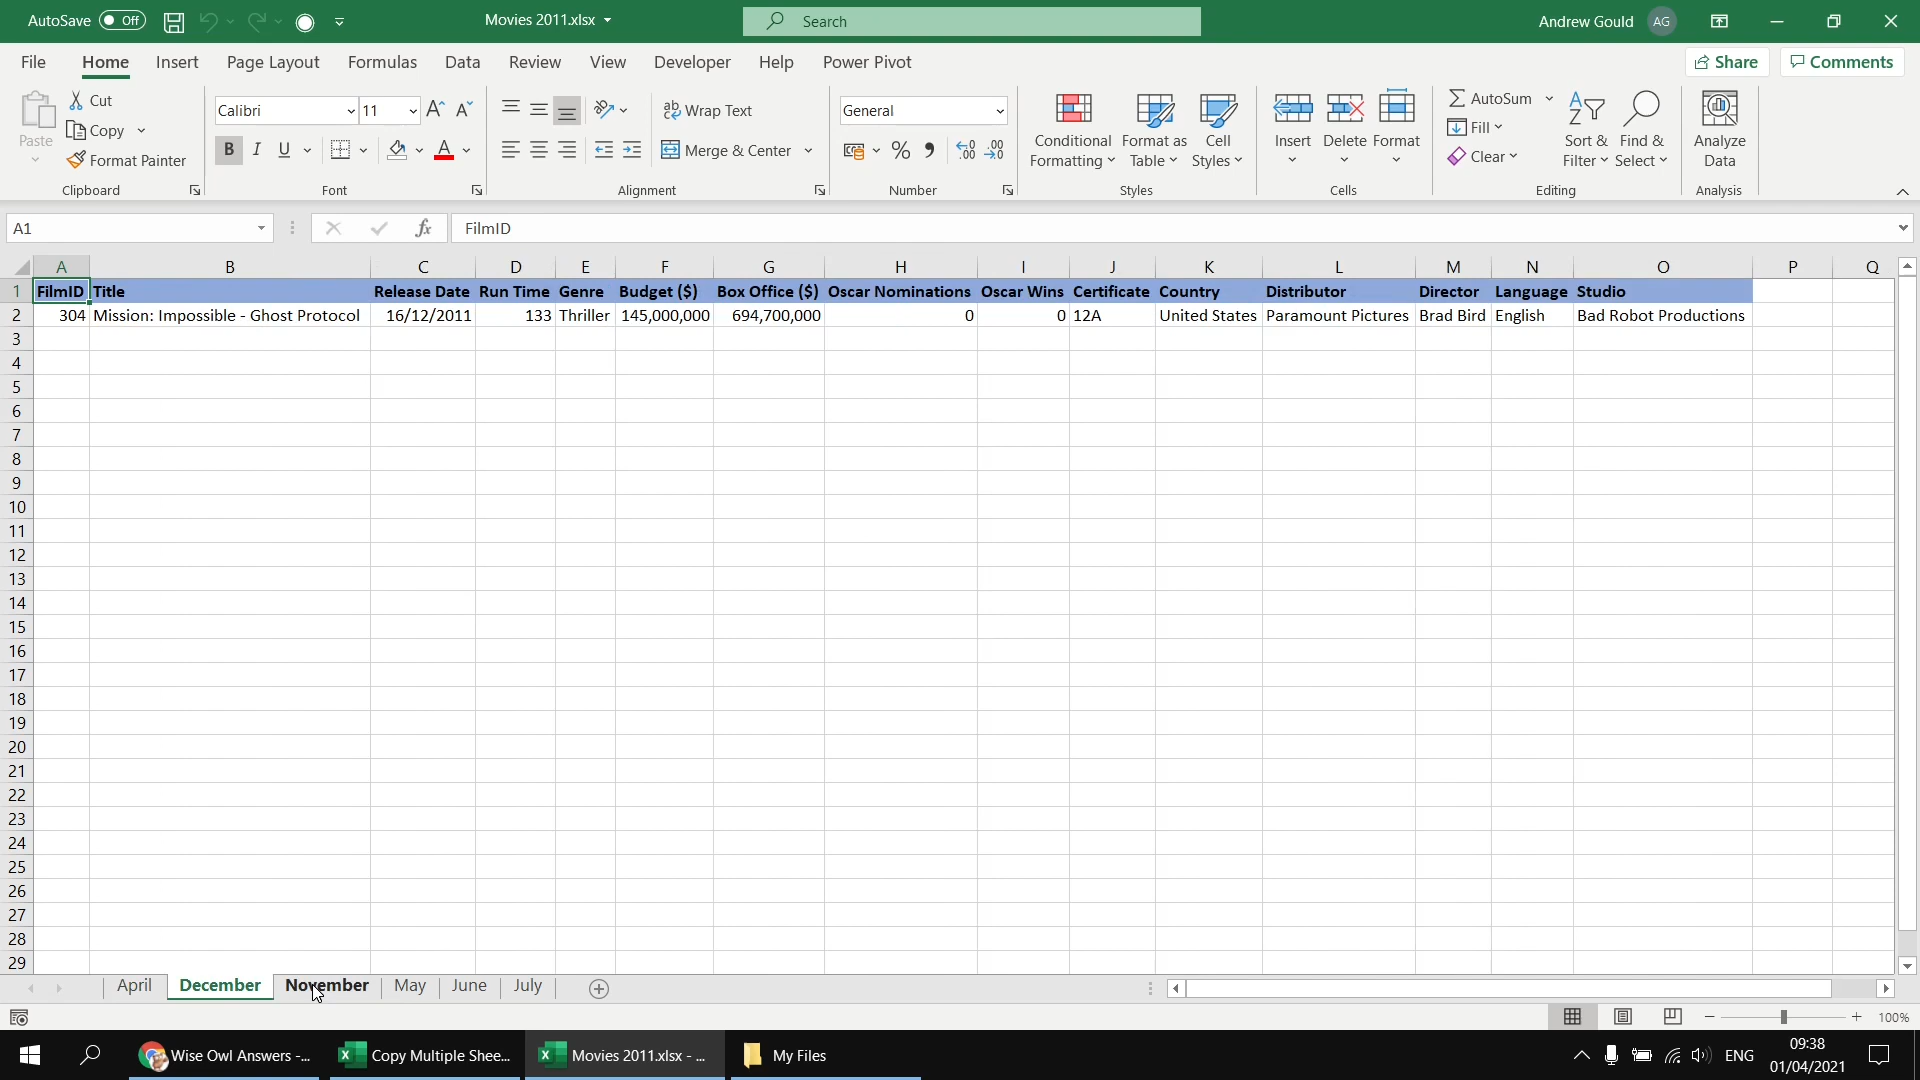 AutoSave Off
Movies 2011.xlsx
Search
Andrew Gould AG
File Home Insert Page Layout Formulas Data Review View Developer Help Power Pivot
Share Comments
Paste
Cut
Copy
Format Painter
Clipboard
Calibri 11
B I U A
Font
Wrap Text
Merge & Center
Alignment
General
Number
Conditional Formatting
Format as Table
Cell Styles
Styles
Insert Delete Format
Cells
AutoSum
Fill
Clear
Sort & Filter
Find & Select
Editing
Analyze Data
Analysis
A1 fx FilmID
A B C D E F G H I J K L M N O P Q
1 FilmID Title Release Date Run Time Genre Budget ($) Box Office ($) Oscar Nominations Oscar Wins Certificate Country Distributor Director Language Studio
2 304 Mission: Impossible - Ghost Protocol 16/12/2011 133 Thriller 145,000,000 694,700,000 0 0 12A United States Paramount Pictures Brad Bird English Bad Robot Productions
3
4
5
6
7
8
9
10
11
12
13
14
15
16
17
18
19
20
21
22
23
24
25
26
27
28
29
April December November May June July
100%
Wise Owl Answers -...
Copy Multiple Shee...
Movies 2011.xlsx - ...
My Files
ENG
09:38
01/04/2021